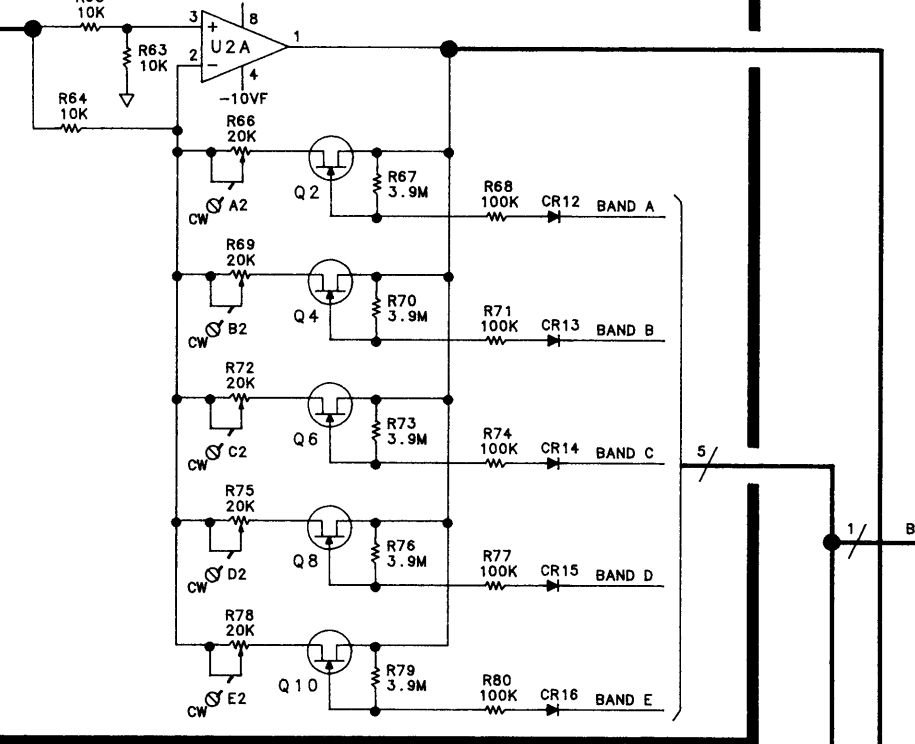 10K
3
+
8
U2A
1
R63
10K
2
−
4
-10VF
R64
10K
R66
20K
Q2
R67
3.9M
R68
100K
CR12
BAND A
CW
A2
R69
20K
Q4
R70
3.9M
R71
100K
CR13
BAND B
CW
B2
R72
20K
Q6
R73
3.9M
R74
100K
CR14
BAND C
CW
C2
5
R75
20K
Q8
R76
3.9M
R77
100K
CR15
BAND D
CW
D2
1
B
R78
20K
Q10
R79
3.9M
R80
100K
CR16
BAND E
CW
E2